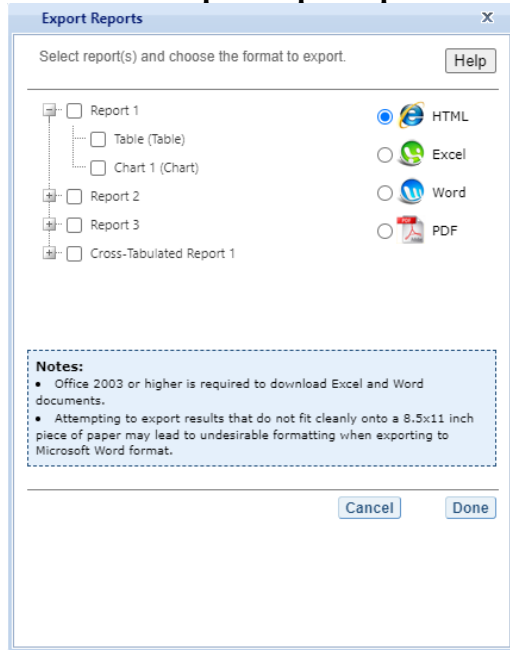 Export Reports
X
Select report(s) and choose the format to export.
Help
Report 1
HTML
Table (Table)
Excel
Chart 1 (Chart)
Report 2
Word
Report 3
PDF
Cross-Tabulated Report 1
Notes:
• Office 2003 or higher is required to download Excel and Word
documents.
• Attempting to export results that do not fit cleanly onto a 8.5x11 inch
piece of paper may lead to undesirable formatting when exporting to
Microsoft Word format.
Cancel
Done